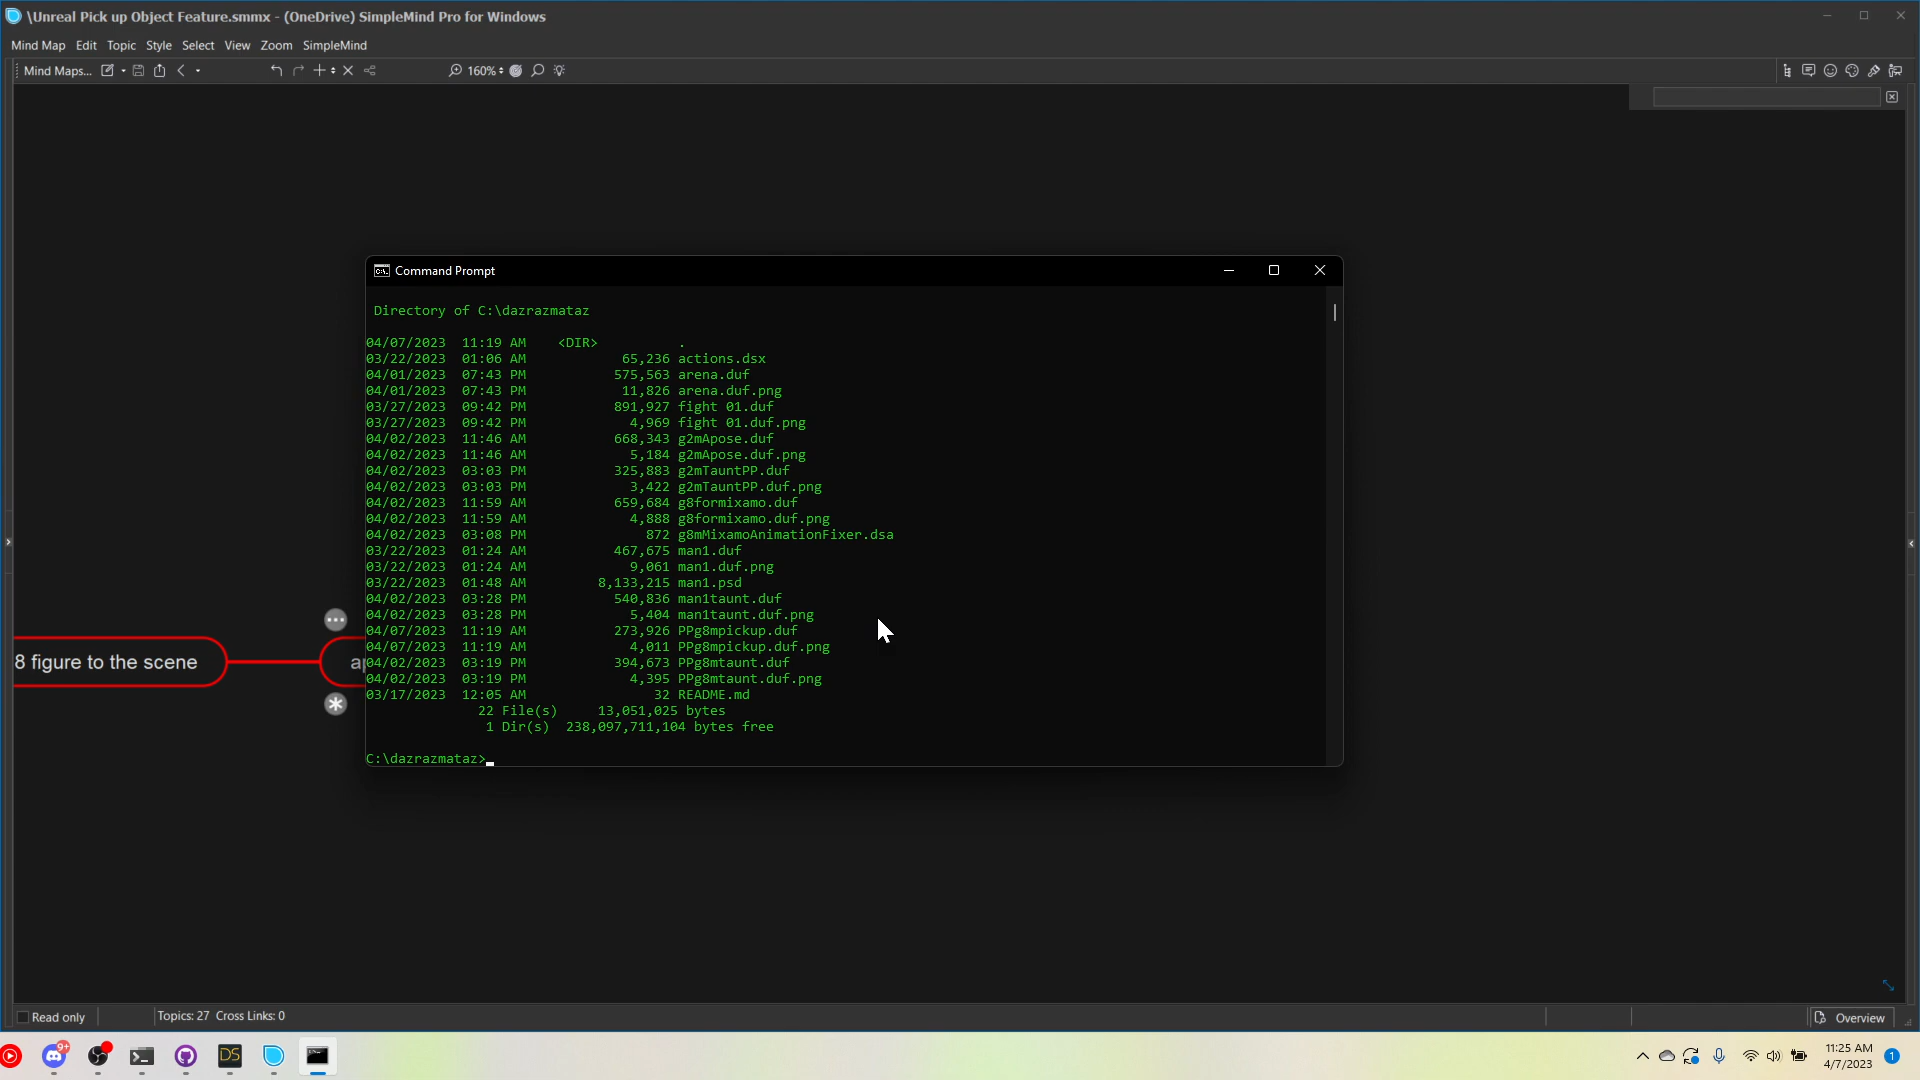 \Unreal Pick up Object Feature.smmx - (OneDrive) SimpleMind Pro for Windows
Mind Map Edit Topic Style Select View Zoom SimpleMind
Mind Maps... 160%
Command Prompt
Directory of C:\dazrazmataz
04/07/2023 11:19 AM <DIR> .
03/22/2023 01:06 AM 65,236 actions.dsx
04/01/2023 07:43 PM 575,563 arena.duf
04/01/2023 07:43 PM 11,826 arena.duf.png
03/27/2023 09:42 PM 891,927 fight 01.duf
03/27/2023 09:42 PM 4,969 fight 01.duf.png
04/02/2023 11:46 AM 668,343 g2mApose.duf
04/02/2023 11:46 AM 5,184 g2mApose.duf.png
04/02/2023 03:03 PM 325,883 g2mTauntPP.duf
04/02/2023 03:03 PM 3,422 g2mTauntPP.duf.png
04/02/2023 11:59 AM 659,684 g8formixamo.duf
04/02/2023 11:59 AM 4,888 g8formixamo.duf.png
04/02/2023 03:08 PM 872 g8mMixamoAnimationFixer.dsa
03/22/2023 01:24 AM 467,675 man1.duf
03/22/2023 01:24 AM 9,061 man1.duf.png
03/22/2023 01:48 AM 8,133,215 man1.psd
04/02/2023 03:28 PM 540,836 man1taunt.duf
04/02/2023 03:28 PM 5,404 man1taunt.duf.png
04/07/2023 11:19 AM 273,926 PPg8mpickup.duf
04/07/2023 11:19 AM 4,011 PPg8mpickup.duf.png
04/02/2023 03:19 PM 394,673 PPg8mtaunt.duf
04/02/2023 03:19 PM 4,395 PPg8mtaunt.duf.png
03/17/2023 12:05 AM 32 README.md
22 File(s) 13,051,025 bytes
1 Dir(s) 238,097,711,104 bytes free
C:\dazrazmataz>
8 figure to the scene
Read only Topics: 27 Cross Links: 0 Overview
9+ DS 11:25 AM
4/7/2023 1